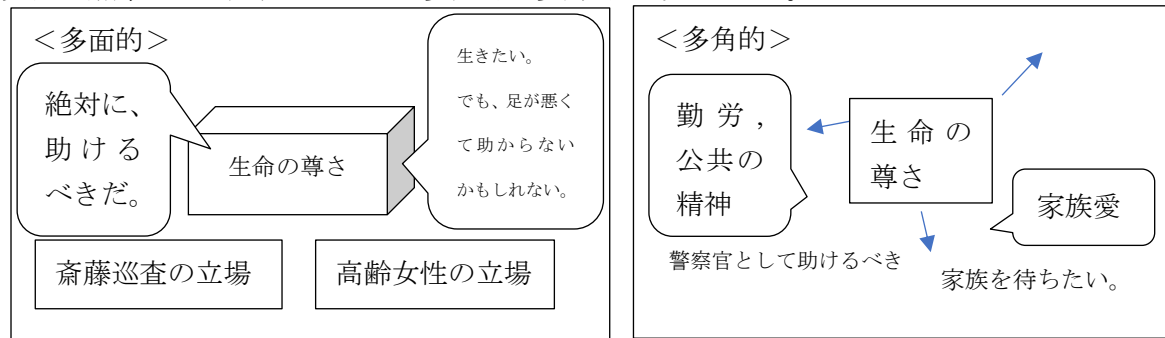 ＜多面的＞
絶対に、
助ける
べきだ。
生命の尊さ
生きたい。
でも、足が悪く
て助からない
かもしれない。
斎藤巡査の立場
高齢女性の立場
＜多角的＞
勤労，
公共の
精神
生命の
尊さ
家族愛
警察官として助けるべき
家族を待ちたい。